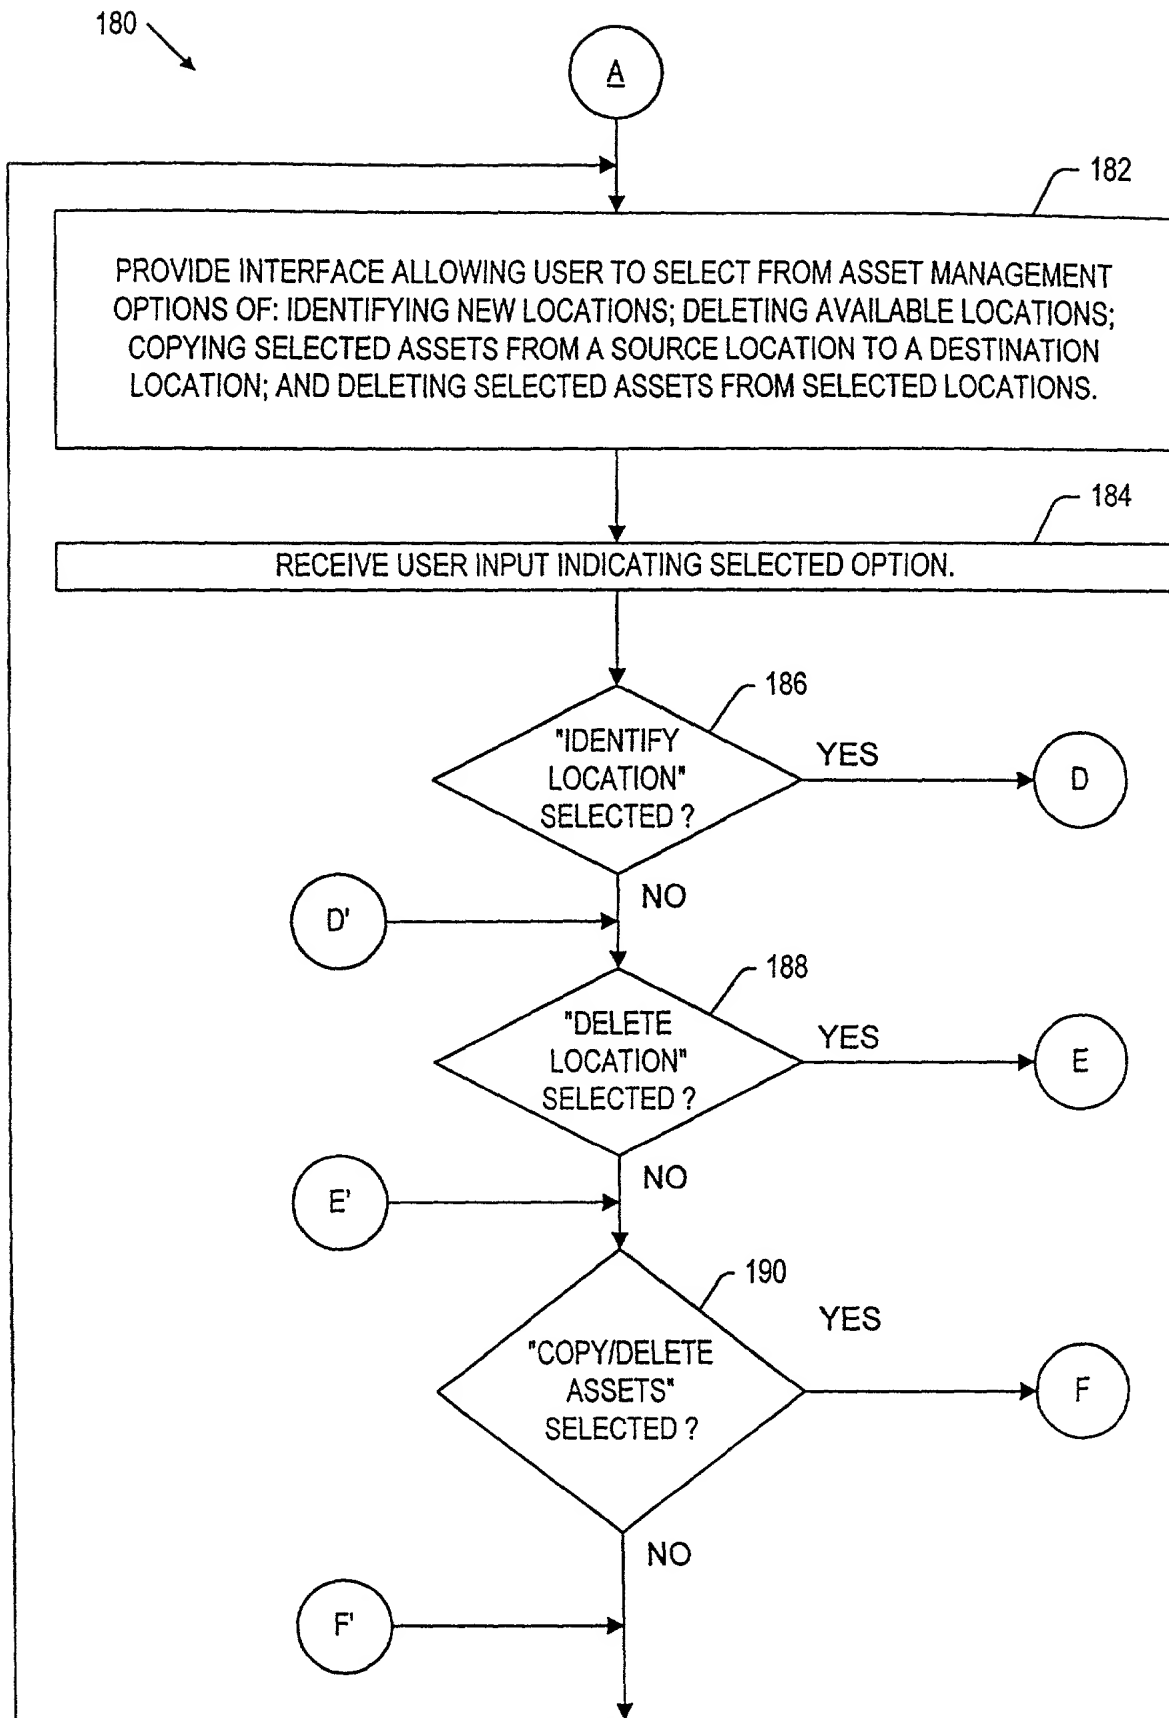 180
A
182
PROVIDE INTERFACE ALLOWING USER TO SELECT FROM ASSET MANAGEMENT
OPTIONS OF: IDENTIFYING NEW LOCATIONS; DELETING AVAILABLE LOCATIONS;
COPYING SELECTED ASSETS FROM A SOURCE LOCATION TO A DESTINATION
LOCATION; AND DELETING SELECTED ASSETS FROM SELECTED LOCATIONS.
184
RECEIVE USER INPUT INDICATING SELECTED OPTION.
186
"IDENTIFY
LOCATION"
SELECTED ?
YES
D
NO
D'
188
"DELETE
LOCATION"
SELECTED ?
YES
E
NO
E'
190
"COPY/DELETE
ASSETS"
SELECTED ?
YES
F
NO
F'